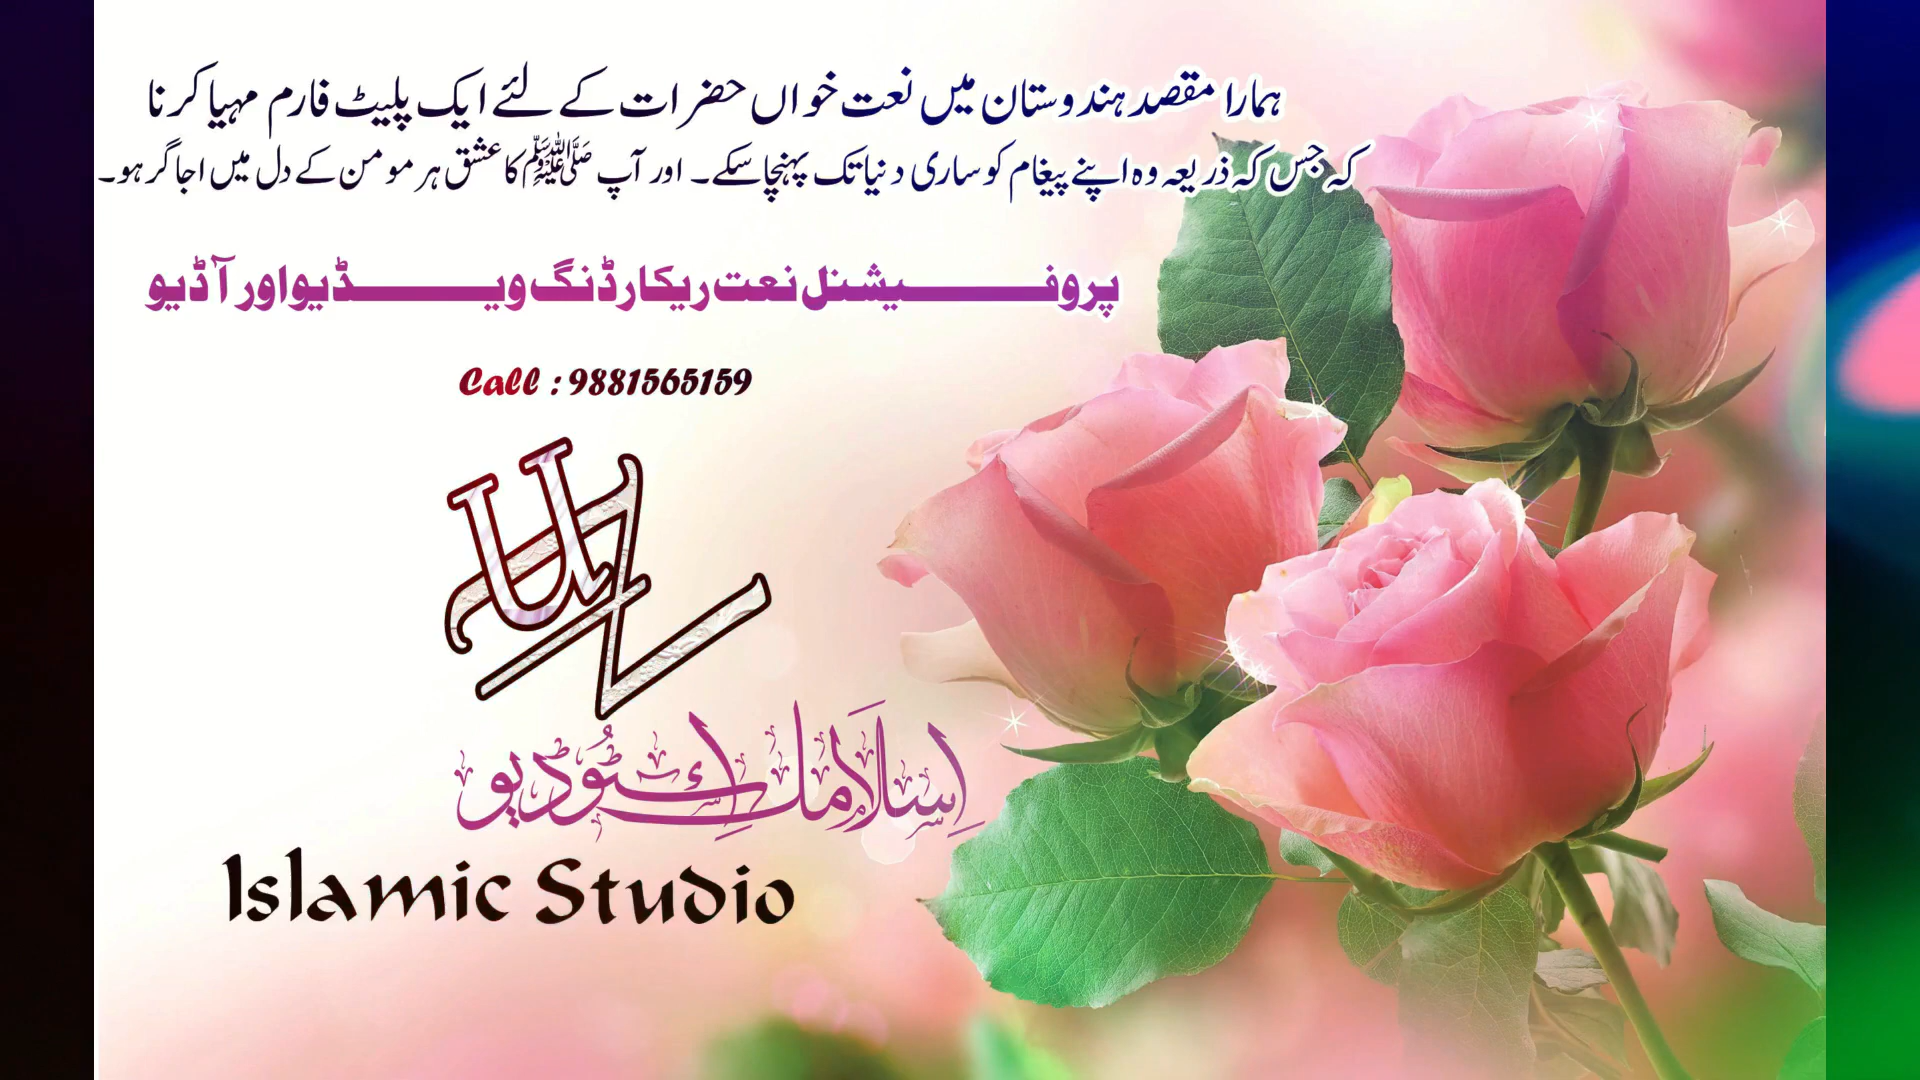 ہمارا مقصد ہندوستان میں نعت خواں حضرات کے لئے ایک پلیٹ فارم مہیا کرنا
کہ جس کہ ذریعہ وہ اپنے پیغام کو ساری دنیا تک پہنچا سکے۔ اور آپ ﷺ کا عشق ہر مومن کے دل میں اجاگر ہو۔
پروفیشنل نعت ریکارڈنگ ویڈیو اور آڈیو
Call : 9881565159
اِسلامک اِسٹوڈیو
Islamic Studio